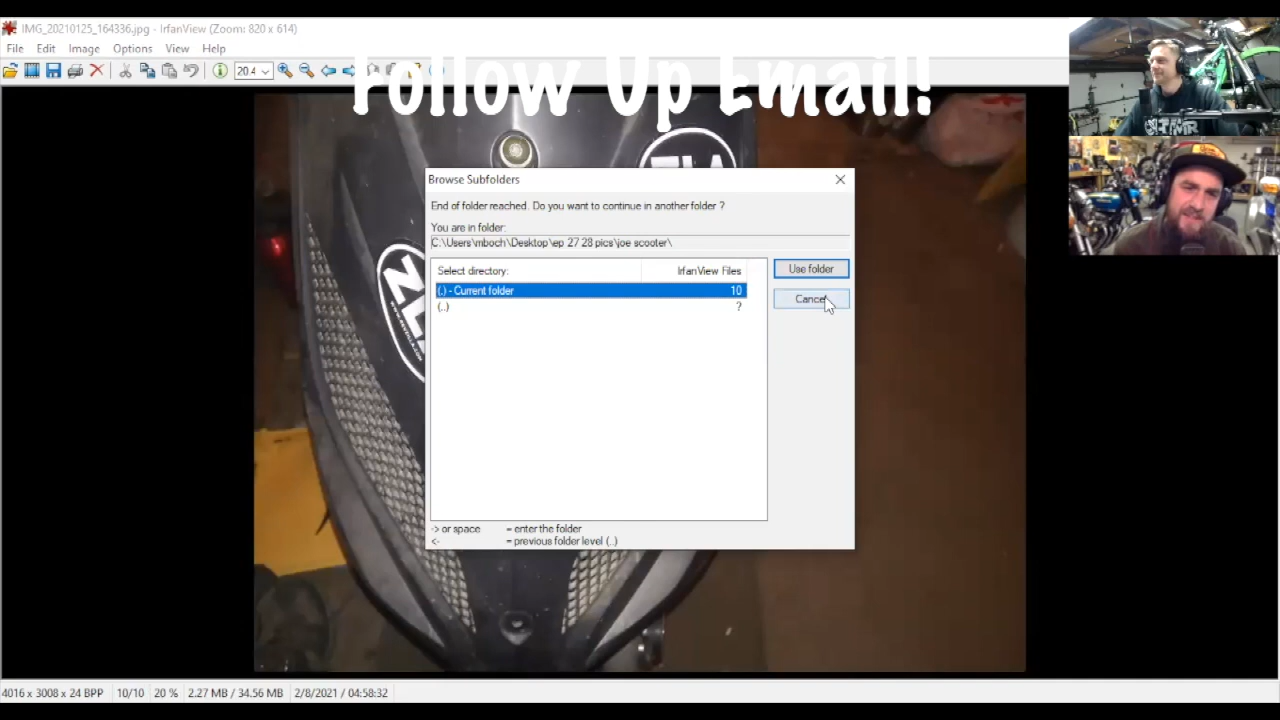 IMG_20210125_164336.jpg - IrfanView (Zoom: 820 x 614)
File Edit Image Options View Help
20.4
Follow Up Email!
Browse Subfolders
End of folder reached. Do you want to continue in another folder ?
You are in folder:
C:\Users\mboch\Desktop\ep 27 28 pics\joe scooter\
Select directory: IrfanView Files
Use folder
(.) - Current folder 10
Cancel
(..) ?
-> or space = enter the folder
<- = previous folder level (..)
4016 x 3008 x 24 BPP 10/10 20 % 2.27 MB / 34.56 MB 2/8/2021 / 04:58:32